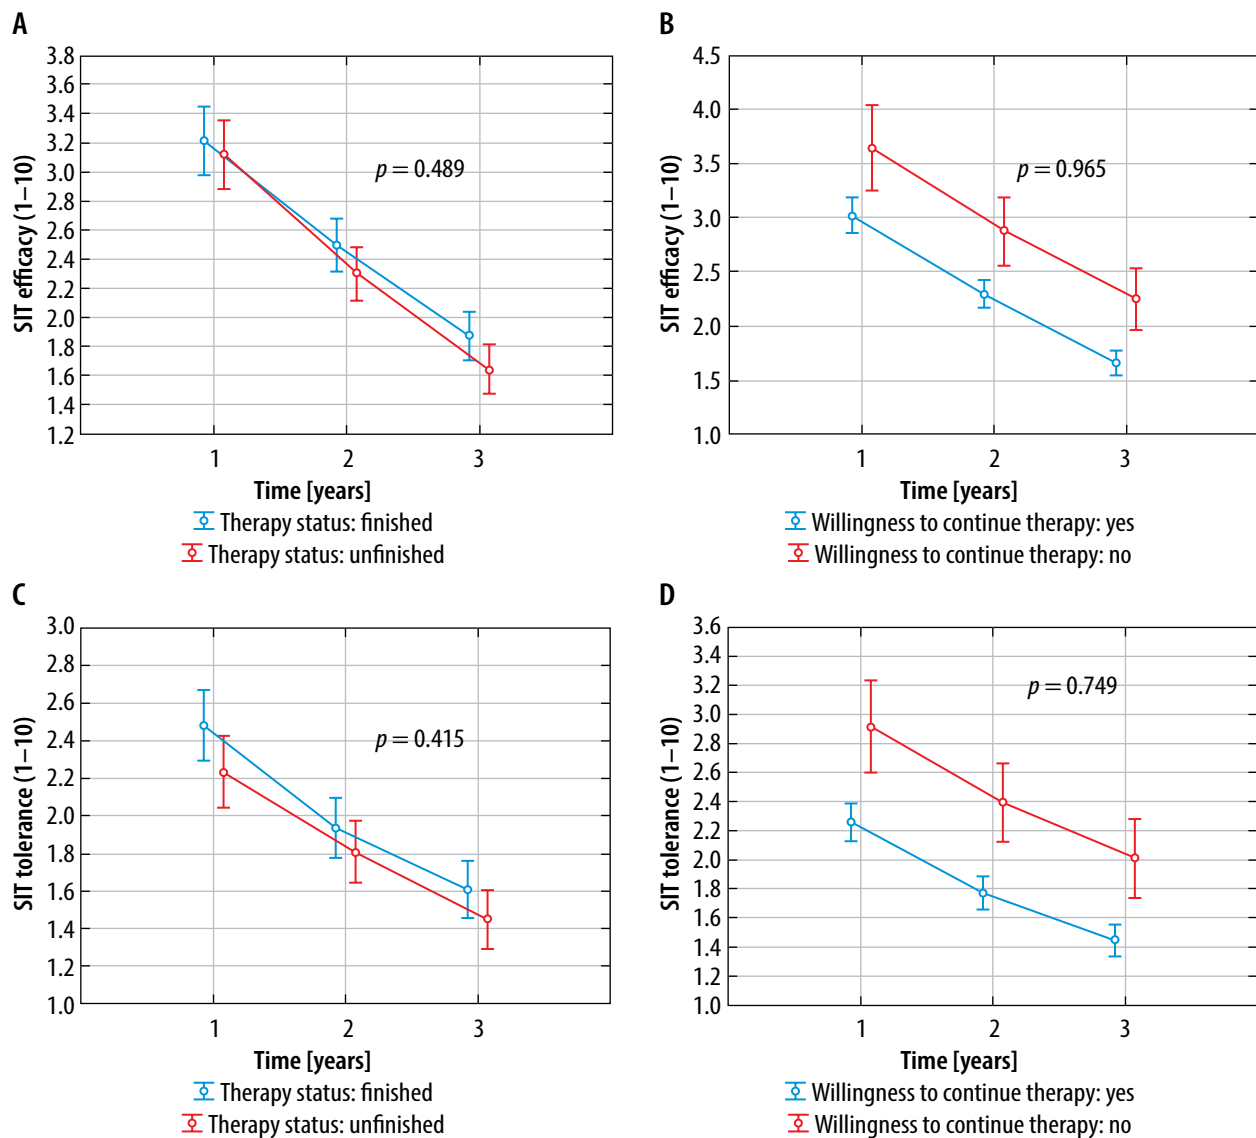 A
SIT efficacy (1–10)
3.8
3.6
3.4
3.2
3.0
2.8
2.6
2.4
2.2
2.0
1.8
1.6
1.4
1.2
p = 0.489
1 2 3
Time [years]
Therapy status: finished
Therapy status: unfinished
B
SIT efficacy (1–10)
4.5
4.0
3.5
3.0
2.5
2.0
1.5
1.0
p = 0.965
1 2 3
Time [years]
Willingness to continue therapy: yes
Willingness to continue therapy: no
C
SIT tolerance (1–10)
3.0
2.8
2.6
2.4
2.2
2.0
1.8
1.6
1.4
1.2
1.0
p = 0.415
1 2 3
Time [years]
Therapy status: finished
Therapy status: unfinished
D
SIT tolerance (1–10)
3.6
3.4
3.2
3.0
2.8
2.6
2.4
2.2
2.0
1.8
1.6
1.4
1.2
1.0
p = 0.749
1 2 3
Time [years]
Willingness to continue therapy: yes
Willingness to continue therapy: no